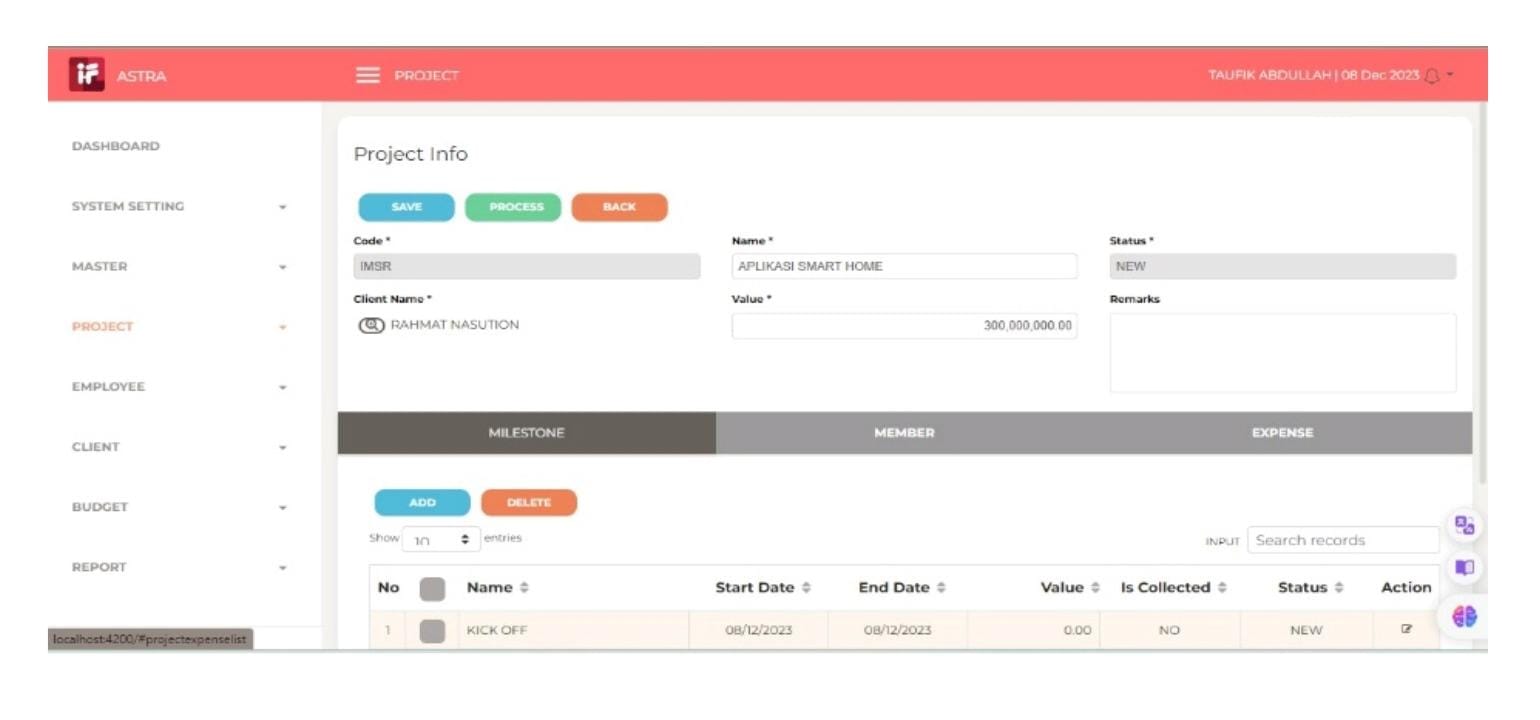 iF ASTRA PROJECT TAUFIK ABDULLAH | 08 Dec 2023
DASHBOARD
SYSTEM SETTING
MASTER
PROJECT
EMPLOYEE
CLIENT
BUDGET
REPORT
Project Info
SAVE PROCESS BACK
Code * Name * Status *
IMSR APLIKASI SMART HOME NEW
Client Name * Value * Remarks
RAHMAT NASUTION 300,000,000.00
MILESTONE MEMBER EXPENSE
ADD DELETE
Show 10 entries INPUT Search records
No Name Start Date End Date Value Is Collected Status Action
1 KICK OFF 08/12/2023 08/12/2023 0.00 NO NEW
localhost:4200/#projectexpenselist